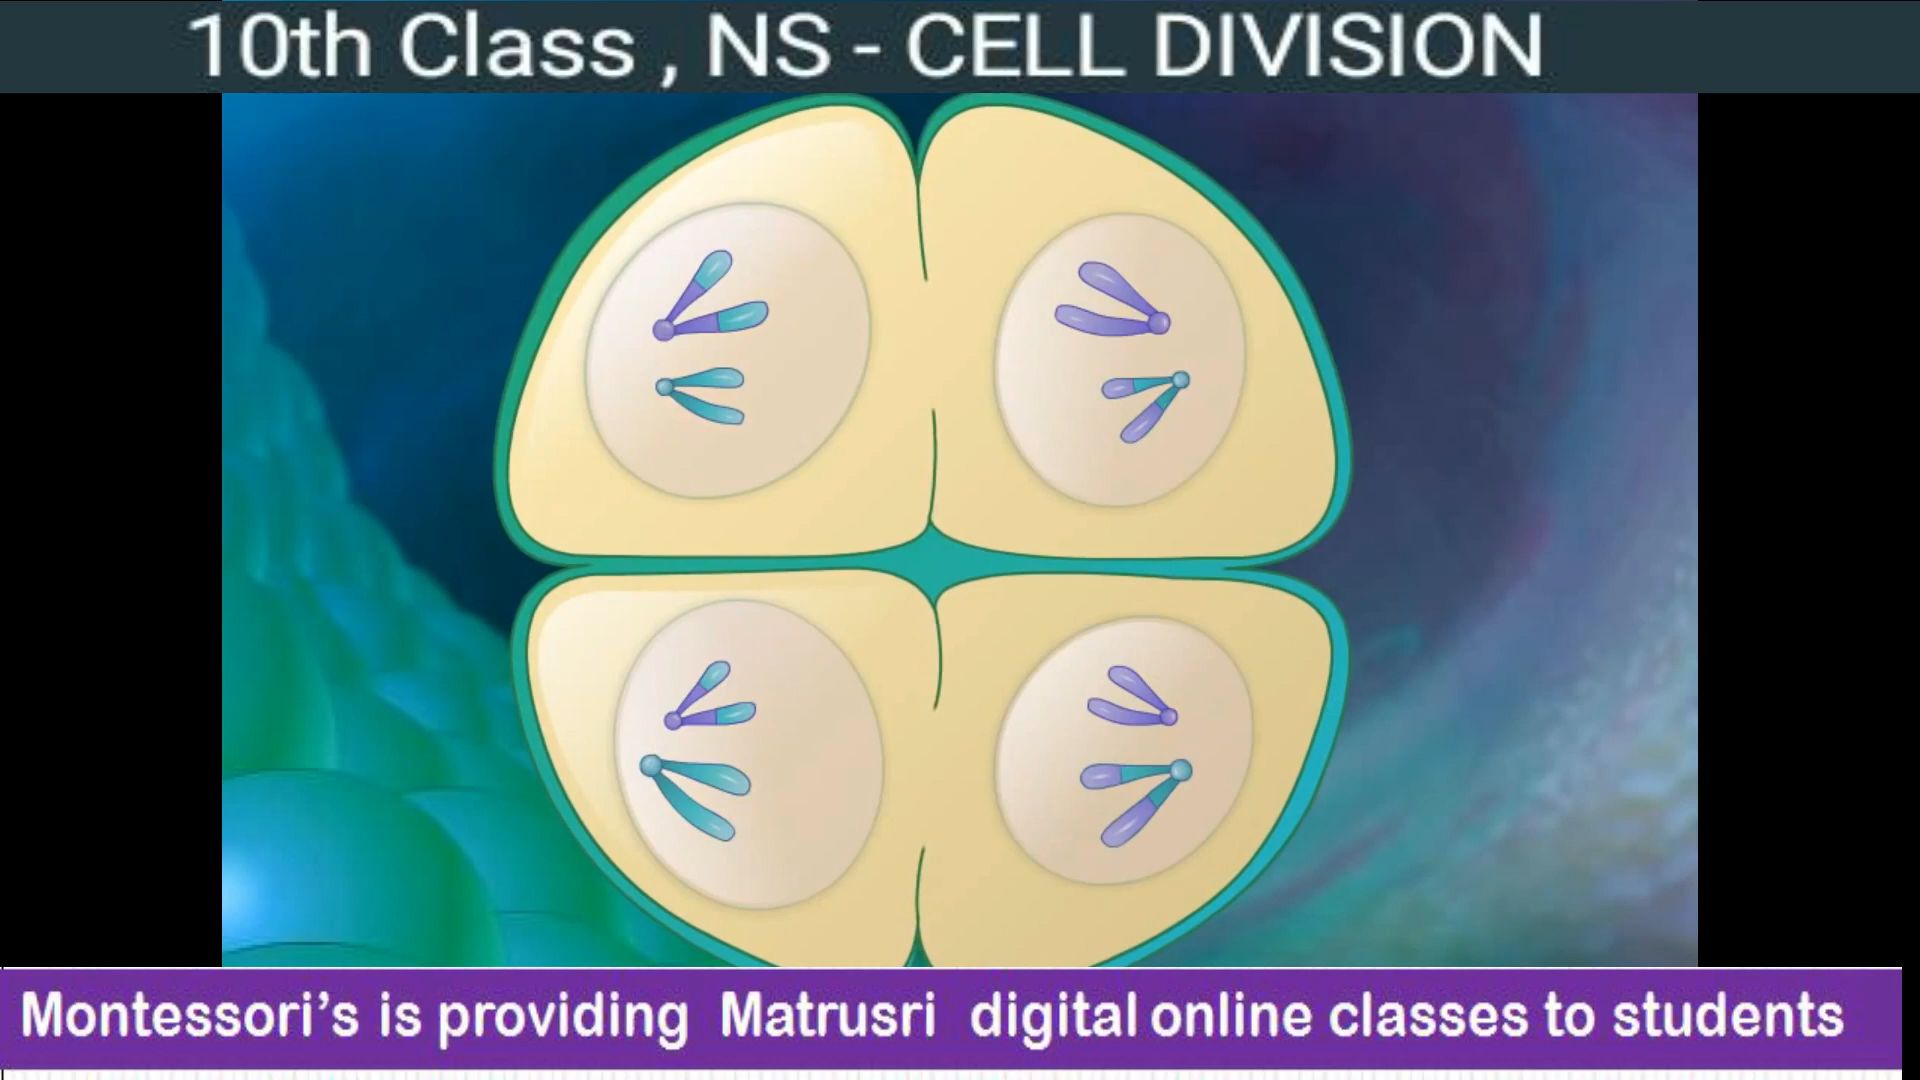 10th Class , NS - CELL DIVISION
Montessori's is providing Matrusri digital online classes to students